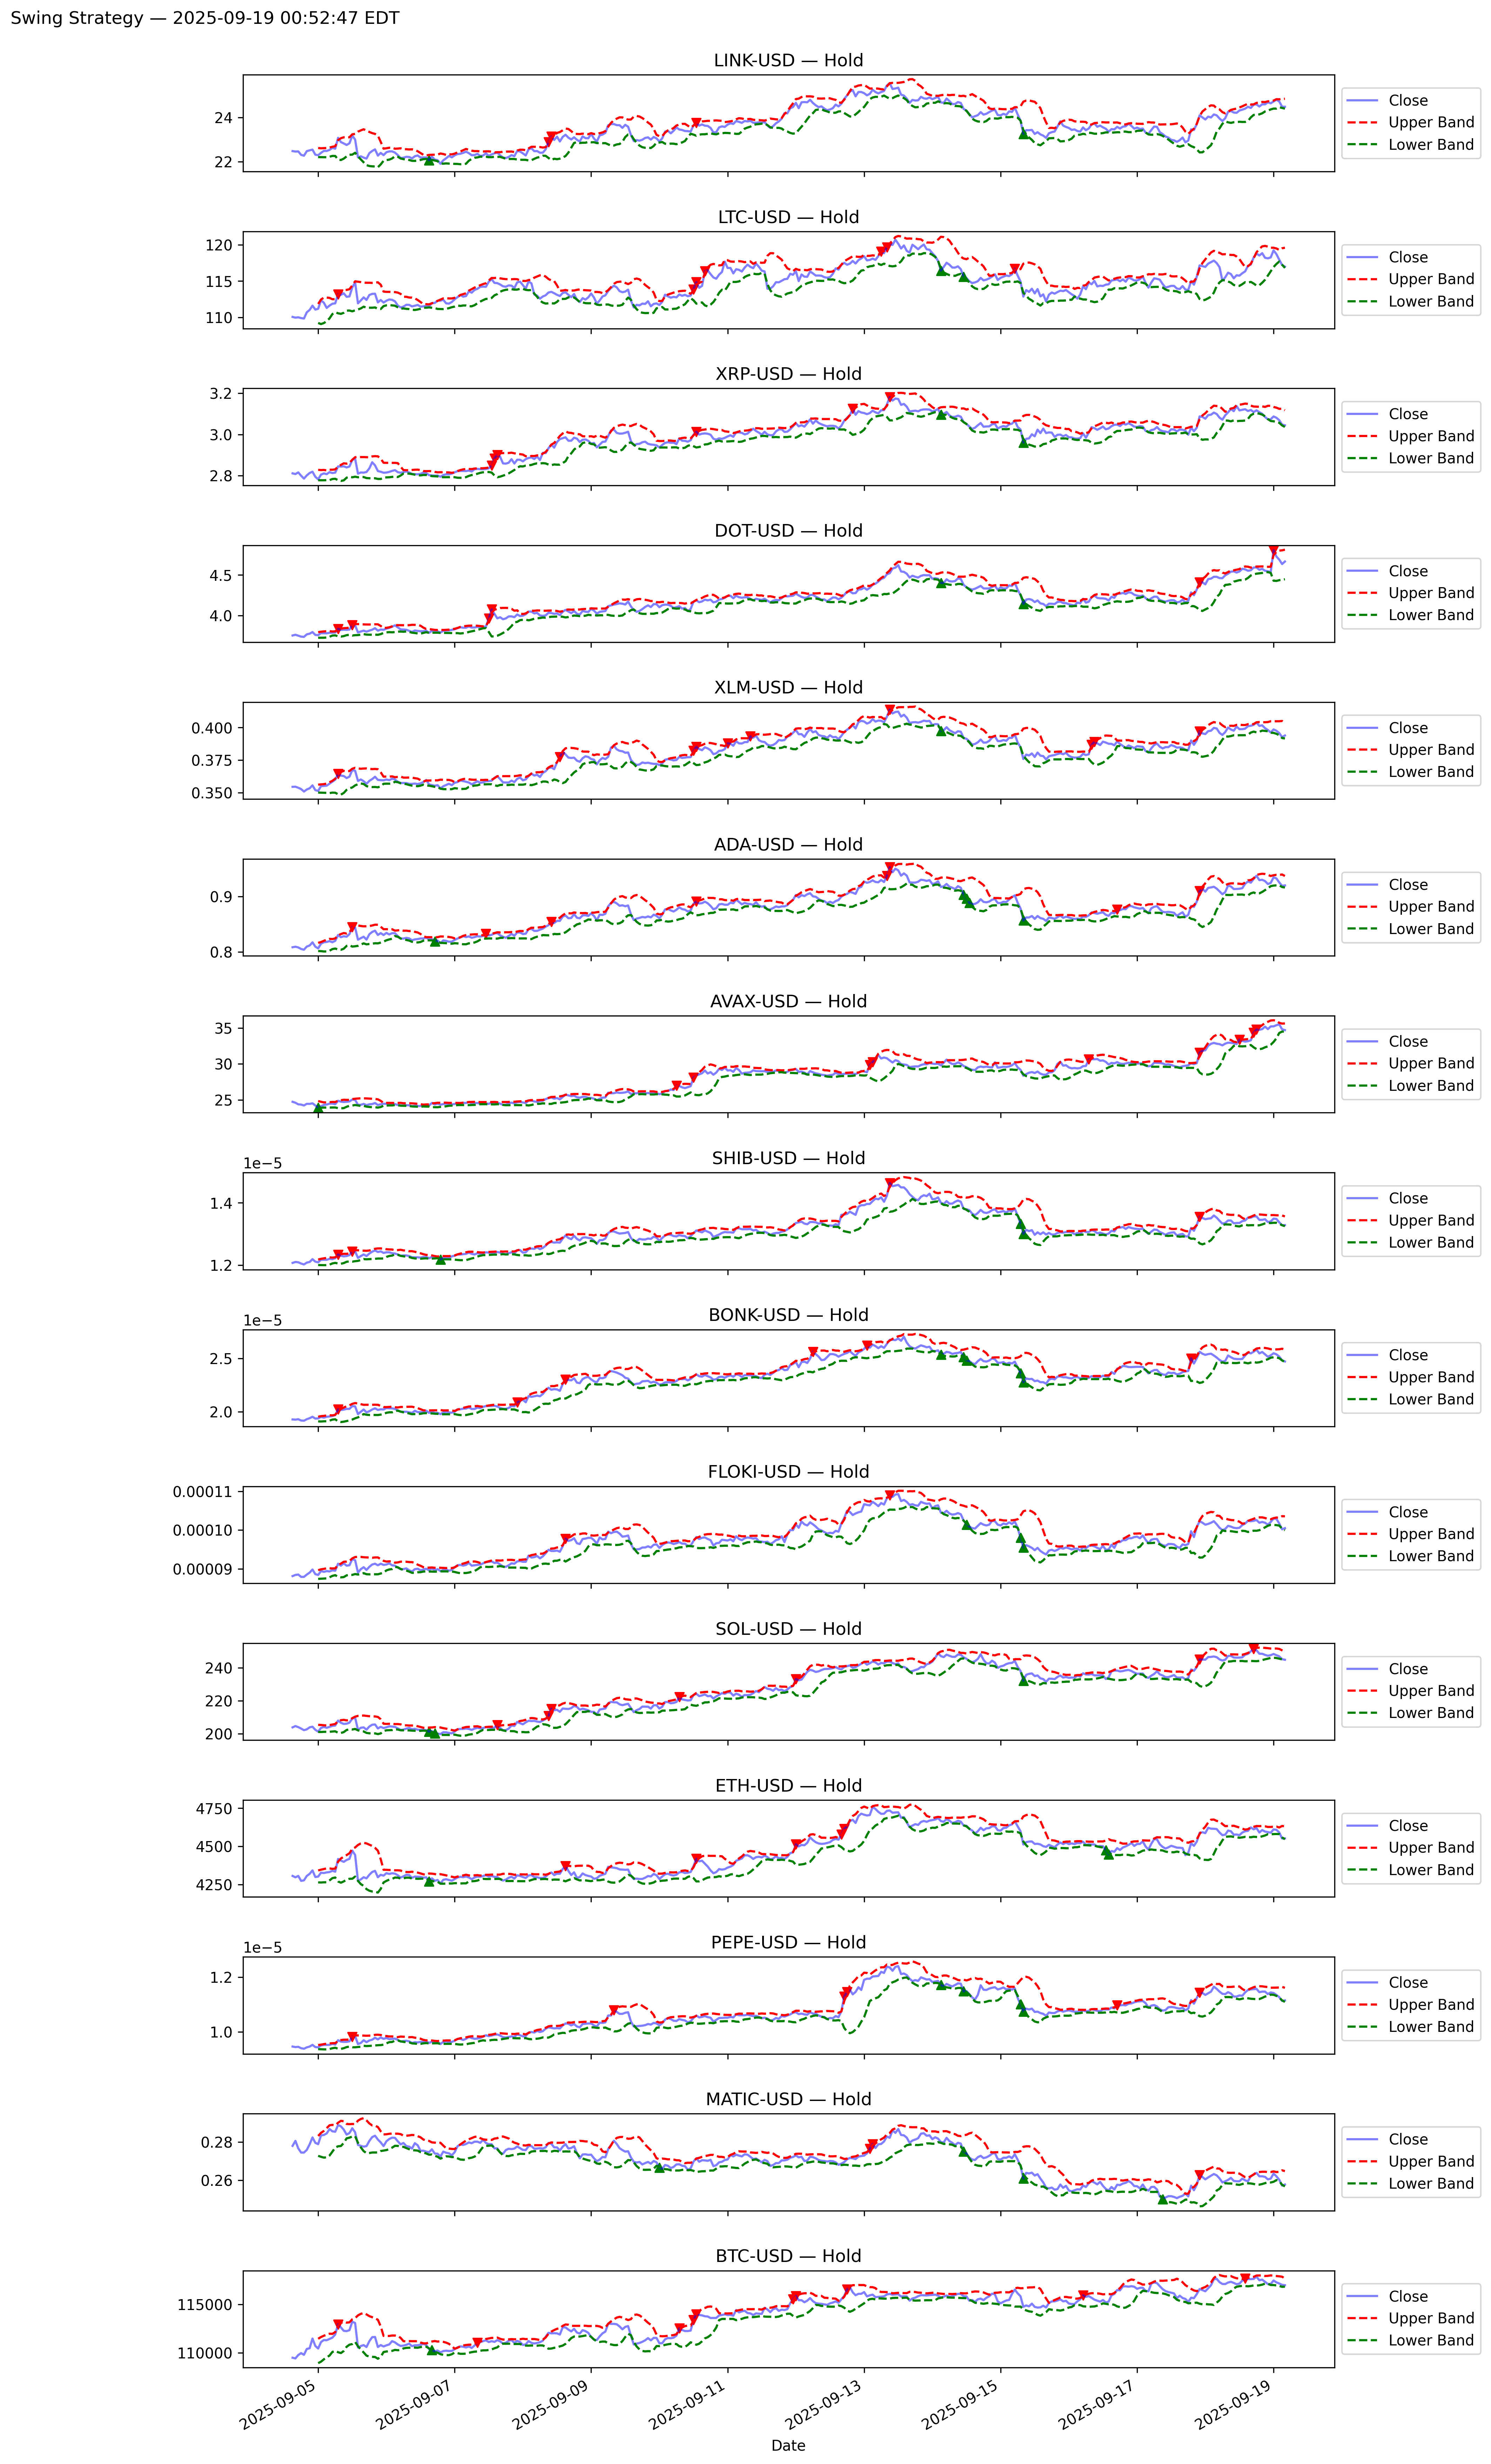 Swing Strategy — 2025-09-19 00:52:47 EDT
LINK-USD — Hold
24
22
Close
Upper Band
Lower Band
LTC-USD — Hold
120
115
110
Close
Upper Band
Lower Band
XRP-USD — Hold
3.2
3.0
2.8
Close
Upper Band
Lower Band
DOT-USD — Hold
4.5
4.0
Close
Upper Band
Lower Band
XLM-USD — Hold
0.400
0.375
0.350
Close
Upper Band
Lower Band
ADA-USD — Hold
0.9
0.8
Close
Upper Band
Lower Band
AVAX-USD — Hold
35
30
25
Close
Upper Band
Lower Band
SHIB-USD — Hold
1e−5
1.4
1.2
Close
Upper Band
Lower Band
BONK-USD — Hold
1e−5
2.5
2.0
Close
Upper Band
Lower Band
FLOKI-USD — Hold
0.00011
0.00010
0.00009
Close
Upper Band
Lower Band
SOL-USD — Hold
240
220
200
Close
Upper Band
Lower Band
ETH-USD — Hold
4750
4500
4250
Close
Upper Band
Lower Band
PEPE-USD — Hold
1e−5
1.2
1.0
Close
Upper Band
Lower Band
MATIC-USD — Hold
0.28
0.26
Close
Upper Band
Lower Band
BTC-USD — Hold
115000
110000
Close
Upper Band
Lower Band
2025-09-05
2025-09-07
2025-09-09
2025-09-11
2025-09-13
2025-09-15
2025-09-17
2025-09-19
Date